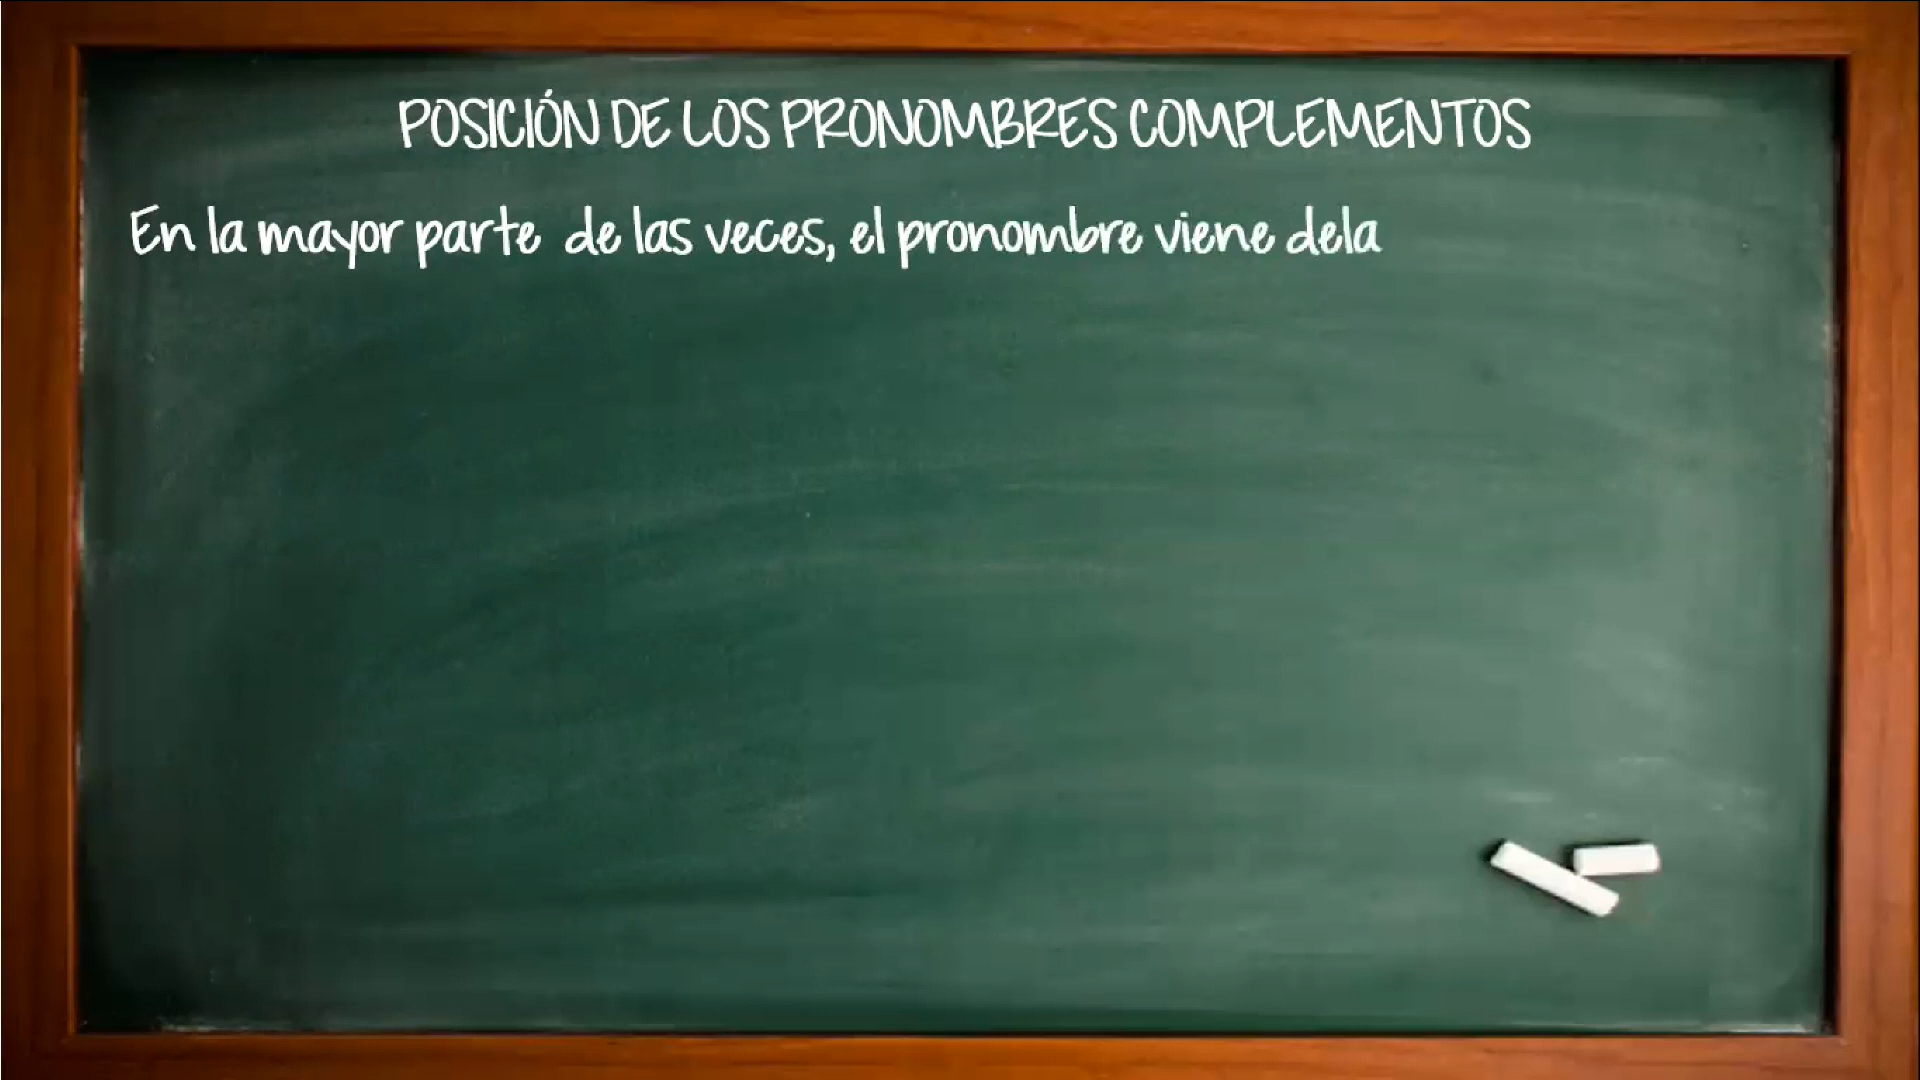 POSICIÓN DE LOS PRONOMBRES COMPLEMENTOS
En la mayor parte de las veces, el pronombre viene dela